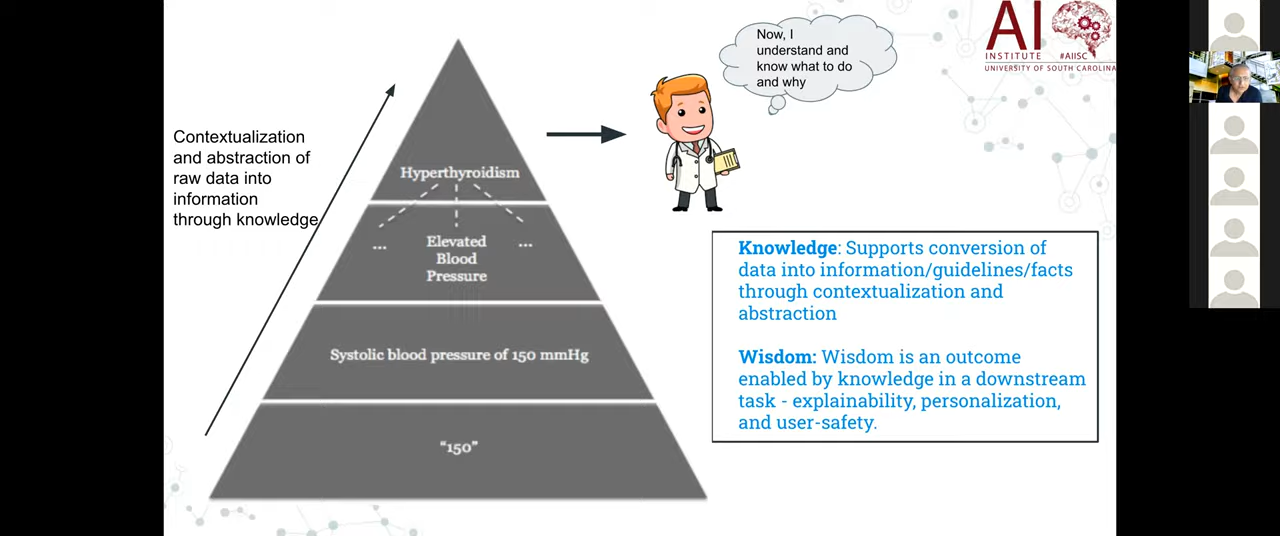 Contextualization
and abstraction of
raw data into
information
through knowledge
Hyperthyroidism
...
Elevated
Blood
Pressure
...
Systolic blood pressure of 150 mmHg
“150”
Now, I
understand and
know what to do
and why
AI
INSTITUTE #AIISC
UNIVERSITY OF SOUTH CAROLINA
Knowledge: Supports conversion of
data into information/guidelines/facts
through contextualization and
abstraction
Wisdom: Wisdom is an outcome
enabled by knowledge in a downstream
task - explainability, personalization,
and user-safety.